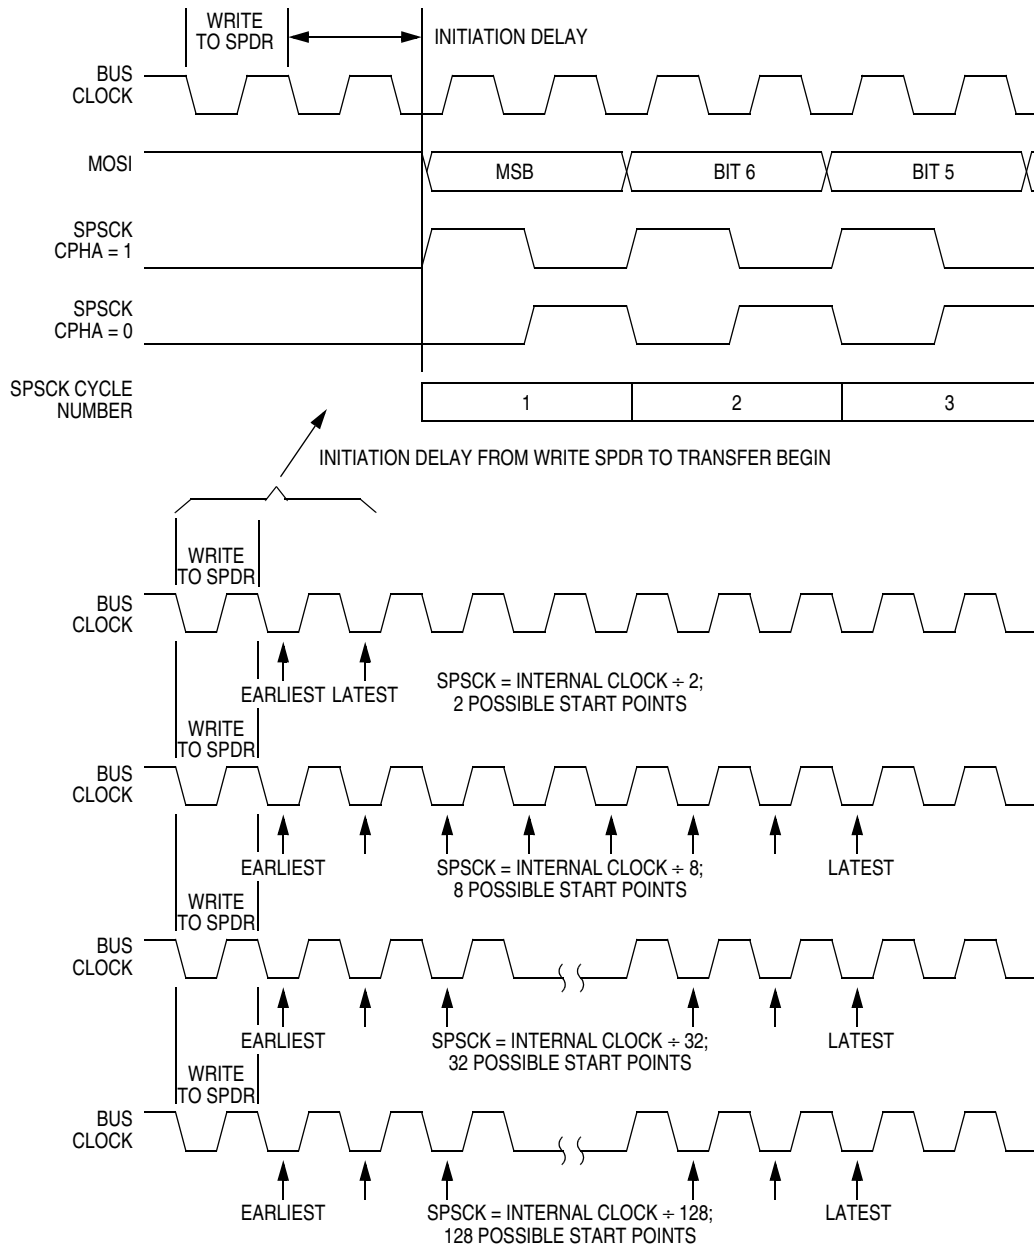 WRITE
TO SPDR
INITIATION DELAY
BUS
CLOCK
MOSI
MSB
BIT 6
BIT 5
SPSCK
CPHA = 1
SPSCK
CPHA = 0
SPSCK CYCLE
NUMBER
1
2
3
INITIATION DELAY FROM WRITE SPDR TO TRANSFER BEGIN
WRITE
TO SPDR
BUS
CLOCK
EARLIEST
LATEST
SPSCK = INTERNAL CLOCK ÷ 2;
2 POSSIBLE START POINTS
WRITE
TO SPDR
BUS
CLOCK
EARLIEST
SPSCK = INTERNAL CLOCK ÷ 8;
8 POSSIBLE START POINTS
LATEST
WRITE
TO SPDR
BUS
CLOCK
EARLIEST
SPSCK = INTERNAL CLOCK ÷ 32;
32 POSSIBLE START POINTS
LATEST
WRITE
TO SPDR
BUS
CLOCK
EARLIEST
SPSCK = INTERNAL CLOCK ÷ 128;
128 POSSIBLE START POINTS
LATEST